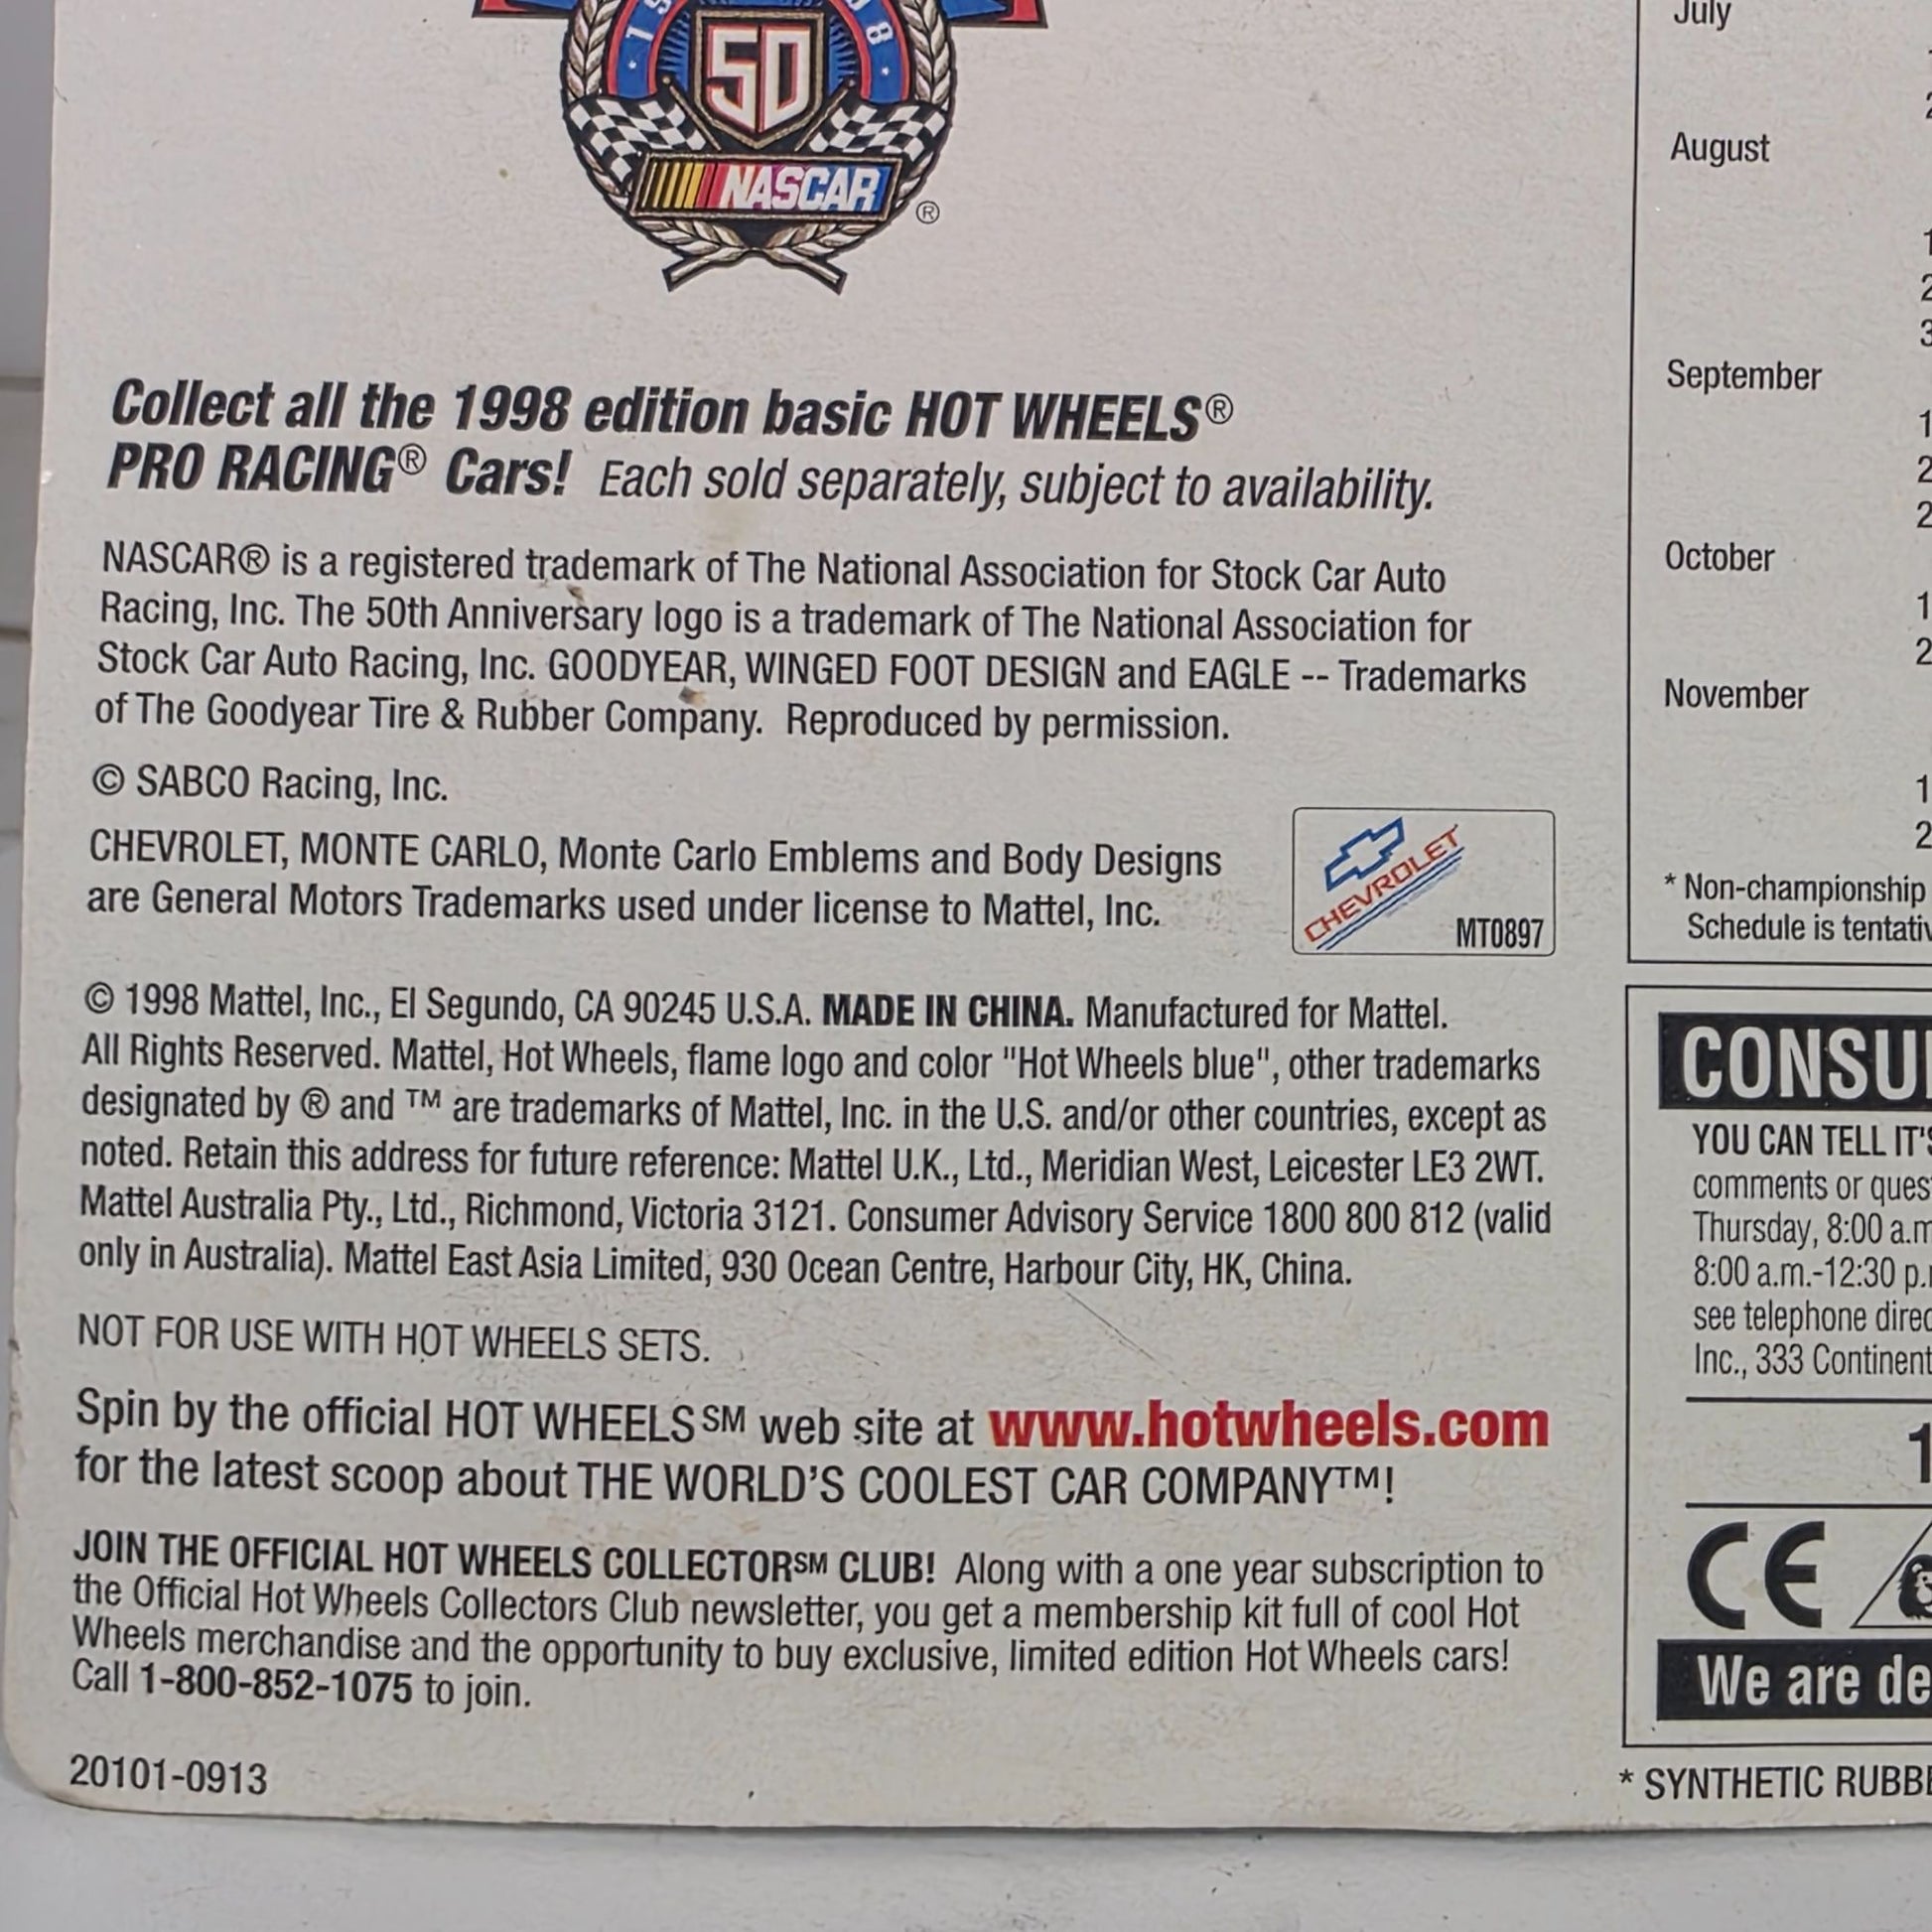 50
NASCAR
®
Collect all the 1998 edition basic HOT WHEELS®
PRO RACING® Cars! Each sold separately, subject to availability.
NASCAR® is a registered trademark of The National Association for Stock Car Auto
Racing, Inc. The 50th Anniversary logo is a trademark of The National Association for
Stock Car Auto Racing, Inc. GOODYEAR, WINGED FOOT DESIGN and EAGLE -- Trademarks
of The Goodyear Tire & Rubber Company. Reproduced by permission.
© SABCO Racing, Inc.
CHEVROLET, MONTE CARLO, Monte Carlo Emblems and Body Designs
are General Motors Trademarks used under license to Mattel, Inc.
CHEVROLET
MT0897
© 1998 Mattel, Inc., El Segundo, CA 90245 U.S.A. MADE IN CHINA. Manufactured for Mattel.
All Rights Reserved. Mattel, Hot Wheels, flame logo and color "Hot Wheels blue", other trademarks
designated by ® and ™ are trademarks of Mattel, Inc. in the U.S. and/or other countries, except as
noted. Retain this address for future reference: Mattel U.K., Ltd., Meridian West, Leicester LE3 2WT.
Mattel Australia Pty., Ltd., Richmond, Victoria 3121. Consumer Advisory Service 1800 800 812 (valid
only in Australia). Mattel East Asia Limited, 930 Ocean Centre, Harbour City, HK, China.
NOT FOR USE WITH HOT WHEELS SETS.
Spin by the official HOT WHEELS℠ web site at www.hotwheels.com
for the latest scoop about THE WORLD'S COOLEST CAR COMPANY™!
JOIN THE OFFICIAL HOT WHEELS COLLECTOR℠ CLUB! Along with a one year subscription to
the Official Hot Wheels Collectors Club newsletter, you get a membership kit full of cool Hot
Wheels merchandise and the opportunity to buy exclusive, limited edition Hot Wheels cars!
Call 1-800-852-1075 to join.
20101-0913
July
August
September
October
November
* Non-championship
Schedule is
YOU CAN TELL
comments or
Thursday, 8:00
8:00 a.m.-12:30
see telephone
Inc., 333
CE
We are
* SYNTHETIC